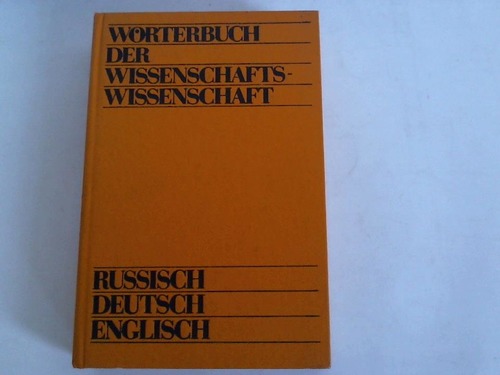 WÖRTERBUCH
DER
WISSENSCHAFTS-
WISSENSCHAFT
RUSSISCH
DEUTSCH
ENGLISCH